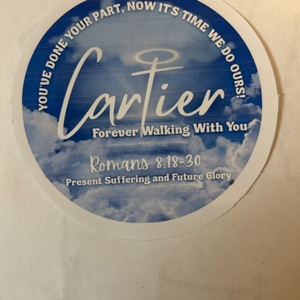 YOU'VE DONE YOUR PART, NOW IT'S TIME WE DO OURS!
Cartier
Forever Walking With You
Romans 8:18-30
Present Suffering and Future Glory